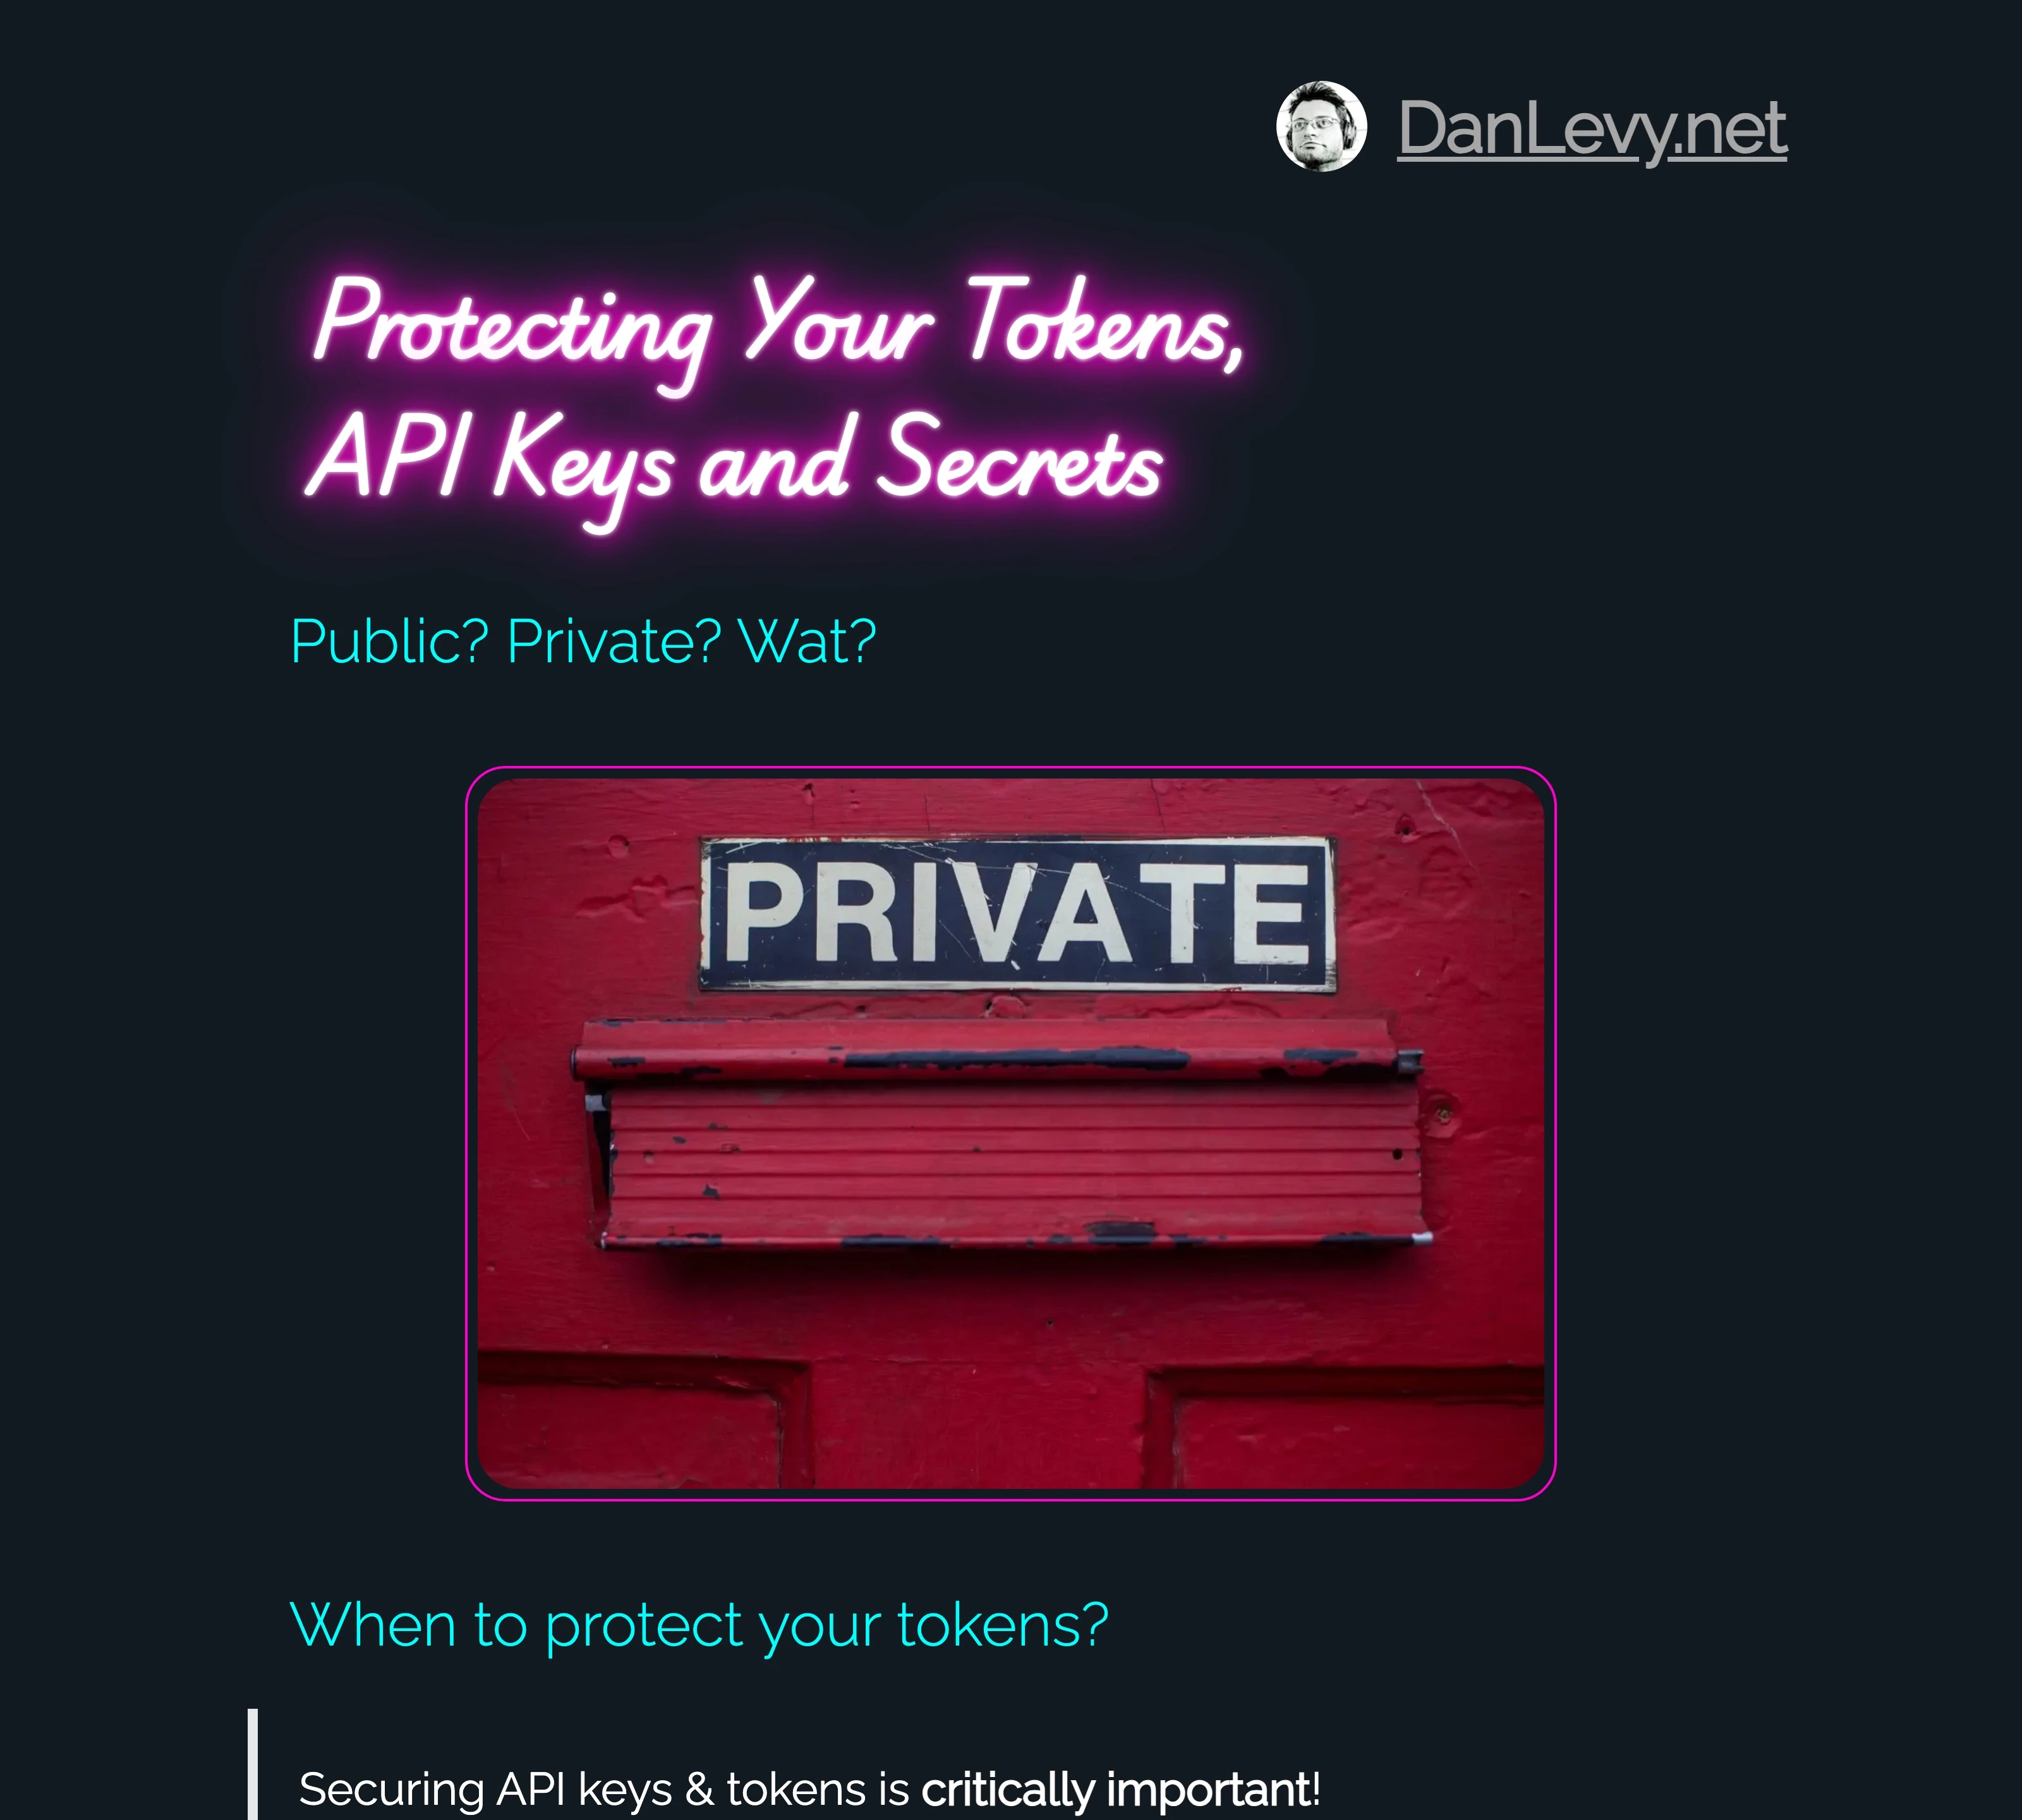 DanLevy.net
Protecting Your Tokens,
API Keys and Secrets
Public? Private? Wat?
PRIVATE
When to protect your tokens?
Securing API keys & tokens is critically important!